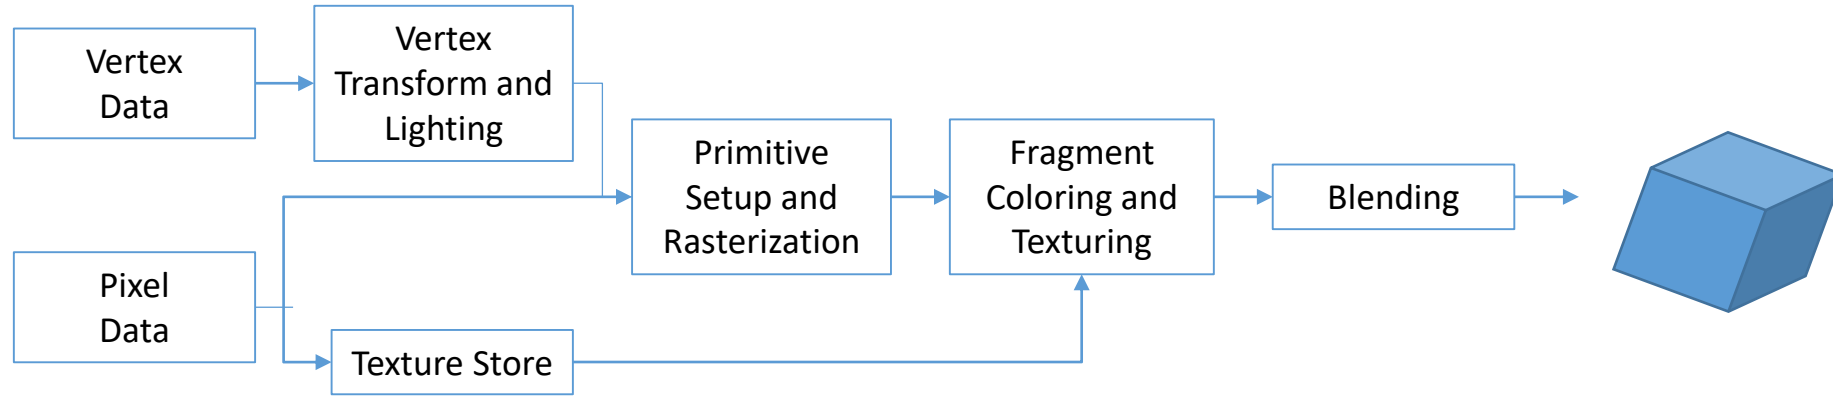 Vertex
Data
Vertex
Transform and
Lighting
Primitive
Setup and
Rasterization
Fragment
Coloring and
Texturing
Blending
Pixel
Data
Texture Store